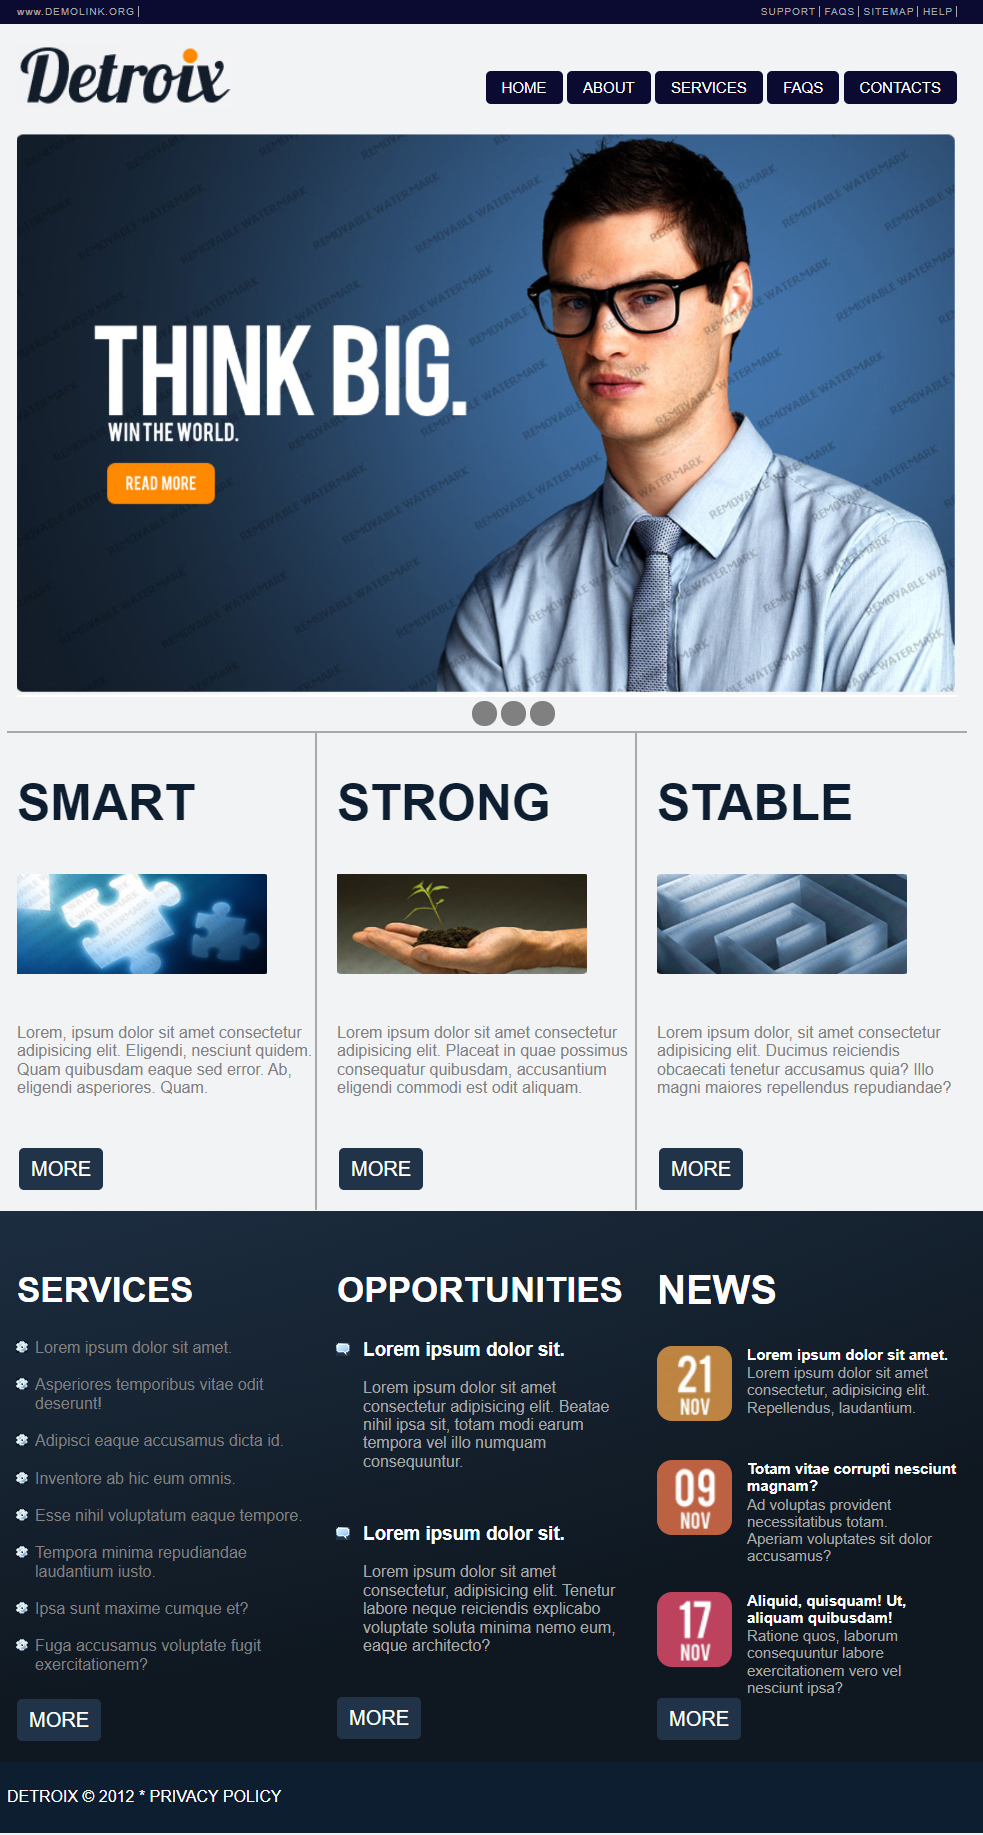 www.DEMOLINK.ORG |
SUPPORT | FAQS | SITEMAP | HELP |
Detroix
HOME ABOUT SERVICES FAQS CONTACTS
THINK BIG.
WIN THE WORLD.
READ MORE
REMOVABLE WATERMARK
SMART
STRONG
STABLE
Lorem, ipsum dolor sit amet consectetur
adipisicing elit. Eligendi, nesciunt quidem.
Quam quibusdam eaque sed error. Ab,
eligendi asperiores. Quam.
MORE
Lorem ipsum dolor sit amet consectetur
adipisicing elit. Placeat in quae possimus
consequatur quibusdam, accusantium
eligendi commodi est odit aliquam.
MORE
Lorem ipsum dolor, sit amet consectetur
adipisicing elit. Ducimus reiciendis
obcaecati tenetur accusamus quia? Illo
magni maiores repellendus repudiandae?
MORE
SERVICES
Lorem ipsum dolor sit amet.
Asperiores temporibus vitae odit
deserunt!
Adipisci eaque accusamus dicta id.
Inventore ab hic eum omnis.
Esse nihil voluptatum eaque tempore.
Tempora minima repudiandae
laudantium iusto.
Ipsa sunt maxime cumque et?
Fuga accusamus voluptate fugit
exercitationem?
MORE
OPPORTUNITIES
Lorem ipsum dolor sit.
Lorem ipsum dolor sit amet
consectetur adipisicing elit. Beatae
nihil ipsa sit, totam modi earum
tempora vel illo numquam
consequuntur.
Lorem ipsum dolor sit.
Lorem ipsum dolor sit amet
consectetur, adipisicing elit. Tenetur
labore neque reiciendis explicabo
voluptate soluta minima nemo eum,
eaque architecto?
MORE
NEWS
21
NOV
Lorem ipsum dolor sit amet.
Lorem ipsum dolor sit amet
consectetur, adipisicing elit.
Repellendus, laudantium.
09
NOV
Totam vitae corrupti nesciunt
magnam?
Ad voluptas provident
necessitatibus totam.
Aperiam voluptates sit dolor
accusamus?
17
NOV
Aliquid, quisquam! Ut,
aliquam quibusdam!
Ratione quos, laborum
consequuntur labore
exercitationem vero vel
nesciunt ipsa?
MORE
DETROIX © 2012 * PRIVACY POLICY